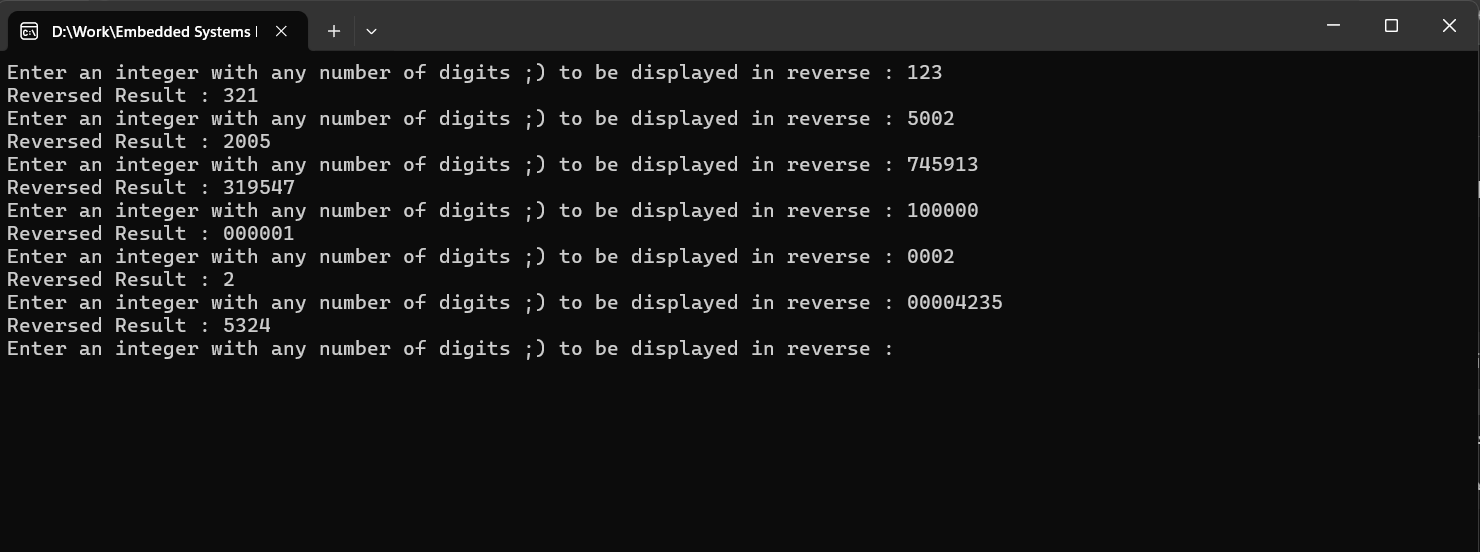 D:\Work\Embedded Systems
Enter an integer with any number of digits ;) to be displayed in reverse : 123
Reversed Result : 321
Enter an integer with any number of digits ;) to be displayed in reverse : 5002
Reversed Result : 2005
Enter an integer with any number of digits ;) to be displayed in reverse : 745913
Reversed Result : 319547
Enter an integer with any number of digits ;) to be displayed in reverse : 100000
Reversed Result : 000001
Enter an integer with any number of digits ;) to be displayed in reverse : 0002
Reversed Result : 2
Enter an integer with any number of digits ;) to be displayed in reverse : 00004235
Reversed Result : 5324
Enter an integer with any number of digits ;) to be displayed in reverse :